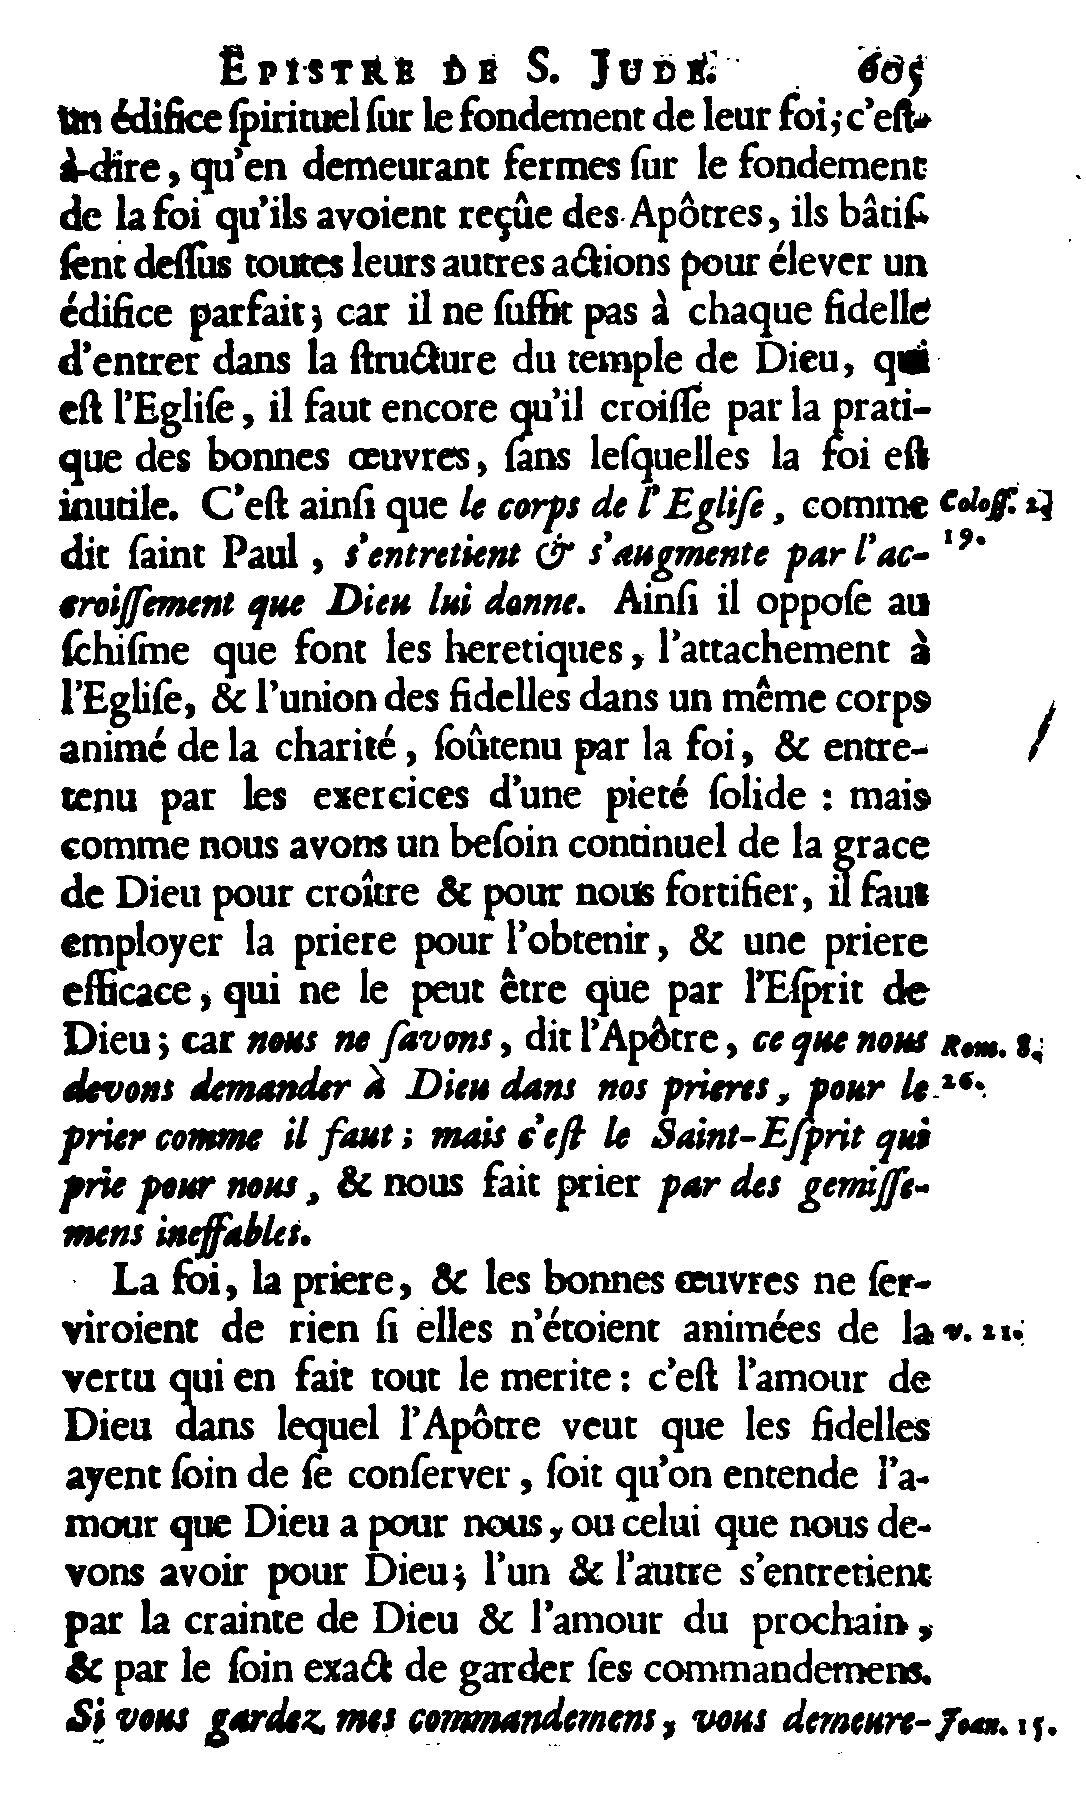 EPISTRE DE S. JUDE. 605
un édifice ſpirituel ſur le fondement de leur foi; c'eſt-
à-dire, qu'en demeurant fermes ſur le fondement
de la foi qu'ils avoient reçûe des Apôtres, ils bâtiſ-
ſent deſſus toutes leurs autres actions pour élever un
édifice parfait; car il ne ſuffit pas à chaque fidelle
d'entrer dans la ſtructure du temple de Dieu, qui
eſt l'Egliſe, il faut encore qu'il croiſſe par la prati-
que des bonnes œuvres, ſans leſquelles la foi eſt
inutile. C'eſt ainſi que le corps de l'Egliſe, comme Coloſſ. 2.
dit ſaint Paul, s'entretient & s'augmente par l'ac- 19.
croiſſement que Dieu lui donne. Ainſi il oppoſe au
ſchiſme que font les heretiques, l'attachement à
l'Egliſe, & l'union des fidelles dans un même corps
animé de la charité, ſoûtenu par la foi, & entre-
tenu par les exercices d'une pieté ſolide : mais
comme nous avons un beſoin continuel de la grace
de Dieu pour croître & pour nous fortifier, il faut
employer la priere pour l'obtenir, & une priere
efficace, qui ne le peut être que par l'Eſprit de
Dieu; car nous ne ſavons, dit l'Apôtre, ce que nous Rom. 8.
devons demander à Dieu dans nos prieres, pour le 26.
prier comme il faut; mais c'eſt le Saint-Eſprit qui
prie pour nous, & nous fait prier par des gemiſſe-
mens ineffables.
La foi, la priere, & les bonnes œuvres ne ſer-
viroient de rien ſi elles n'étoient animées de la v. 21.
vertu qui en fait tout le merite : c'eſt l'amour de
Dieu dans lequel l'Apôtre veut que les fidelles
ayent ſoin de ſe conſerver, ſoit qu'on entende l'a-
mour que Dieu a pour nous, ou celui que nous de-
vons avoir pour Dieu; l'un & l'autre s'entretient
par la crainte de Dieu & l'amour du prochain,
& par le ſoin exact de garder ſes commandemens.
Si vous gardez mes commandemens, vous demeure- Joan. 15.